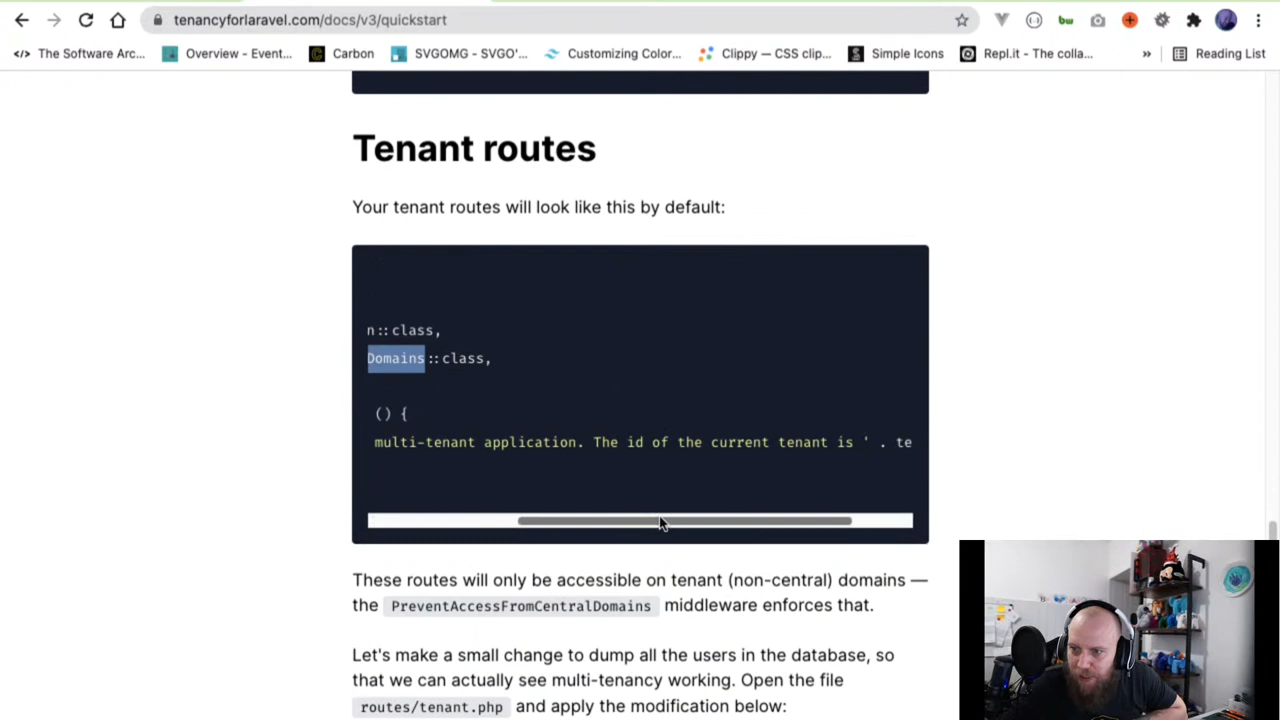 tenancyforlaravel.com/docs/v3/quickstart
</> The Software Arc... Overview - Event... Carbon SVGOMG - SVGO'... Customizing Color... Clippy — CSS clip... Simple Icons Repl.it - The colla... » Reading List
Tenant routes
Your tenant routes will look like this by default:
n::class,
Domains::class,
() {
multi-tenant application. The id of the current tenant is ' . te
These routes will only be accessible on tenant (non-central) domains —
the PreventAccessFromCentralDomains middleware enforces that.
Let's make a small change to dump all the users in the database, so
that we can actually see multi-tenancy working. Open the file
routes/tenant.php and apply the modification below: